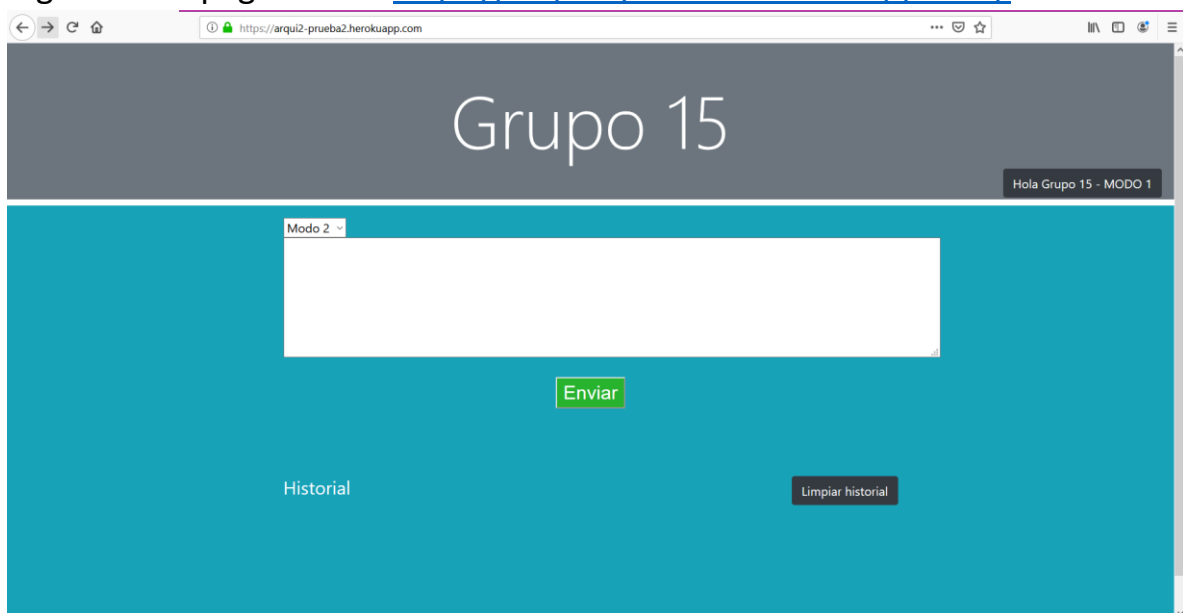 https://arqui2-prueba2.herokuapp.com
Grupo 15
Hola Grupo 15 - MODO 1
Modo 2
Enviar
Historial
Limpiar historial